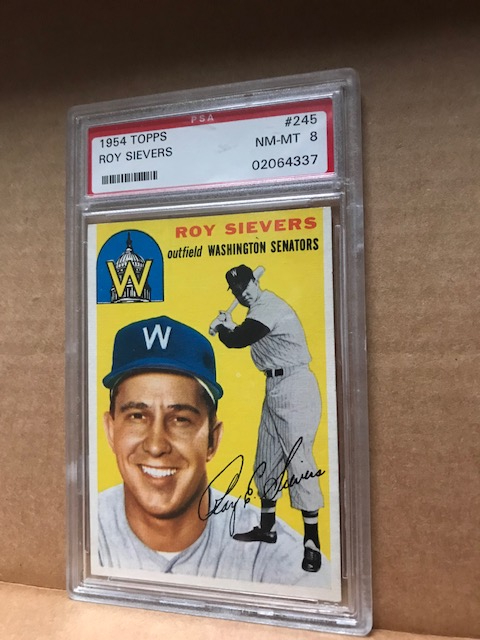 PSA
1954 TOPPS #245
ROY SIEVERS NM-MT 8
02064337
ROY SIEVERS
outfield WASHINGTON SENATORS
W
W
W
Roy E. Sievers